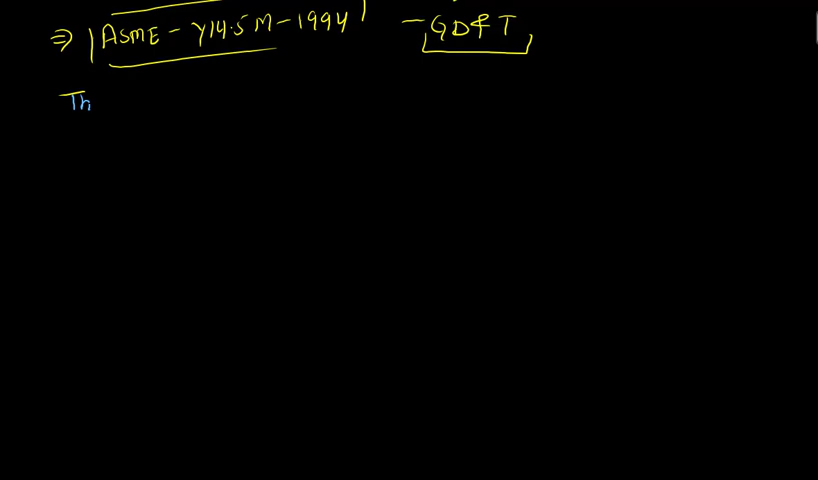 ⇒ ASME - Y14.5M - 1994 - GD&T
Th